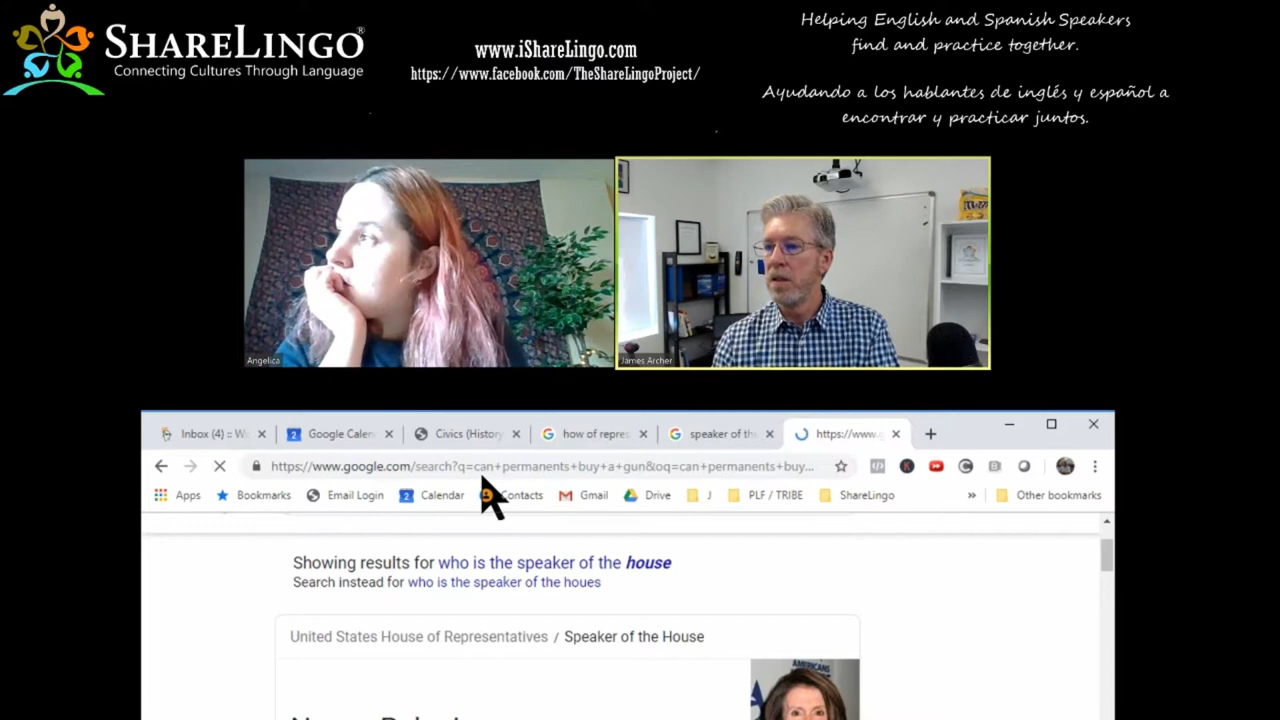 SHARELINGO®
Connecting Cultures Through Language
www.iShareLingo.com
https://www.facebook.com/TheShareLingoProject/
Helping English and Spanish Speakers
find and practice together.
Ayudando a los hablantes de inglés y español a
encontrar y practicar juntos.
Angelica
James Archer
Inbox (4) :: W
Google Calen
Civics (History
how of repres
speaker of th
https://www.g
https://www.google.com/search?q=can+permanents+buy+a+gun&oq=can+permanents+buy...
Apps
Bookmarks
Email Login
2 Calendar
Contacts
Gmail
Drive
J
PLF / TRIBE
ShareLingo
»
Other bookmarks
Showing results for who is the speaker of the house
Search instead for who is the speaker of the houes
United States House of Representatives / Speaker of the House
AMERICANS